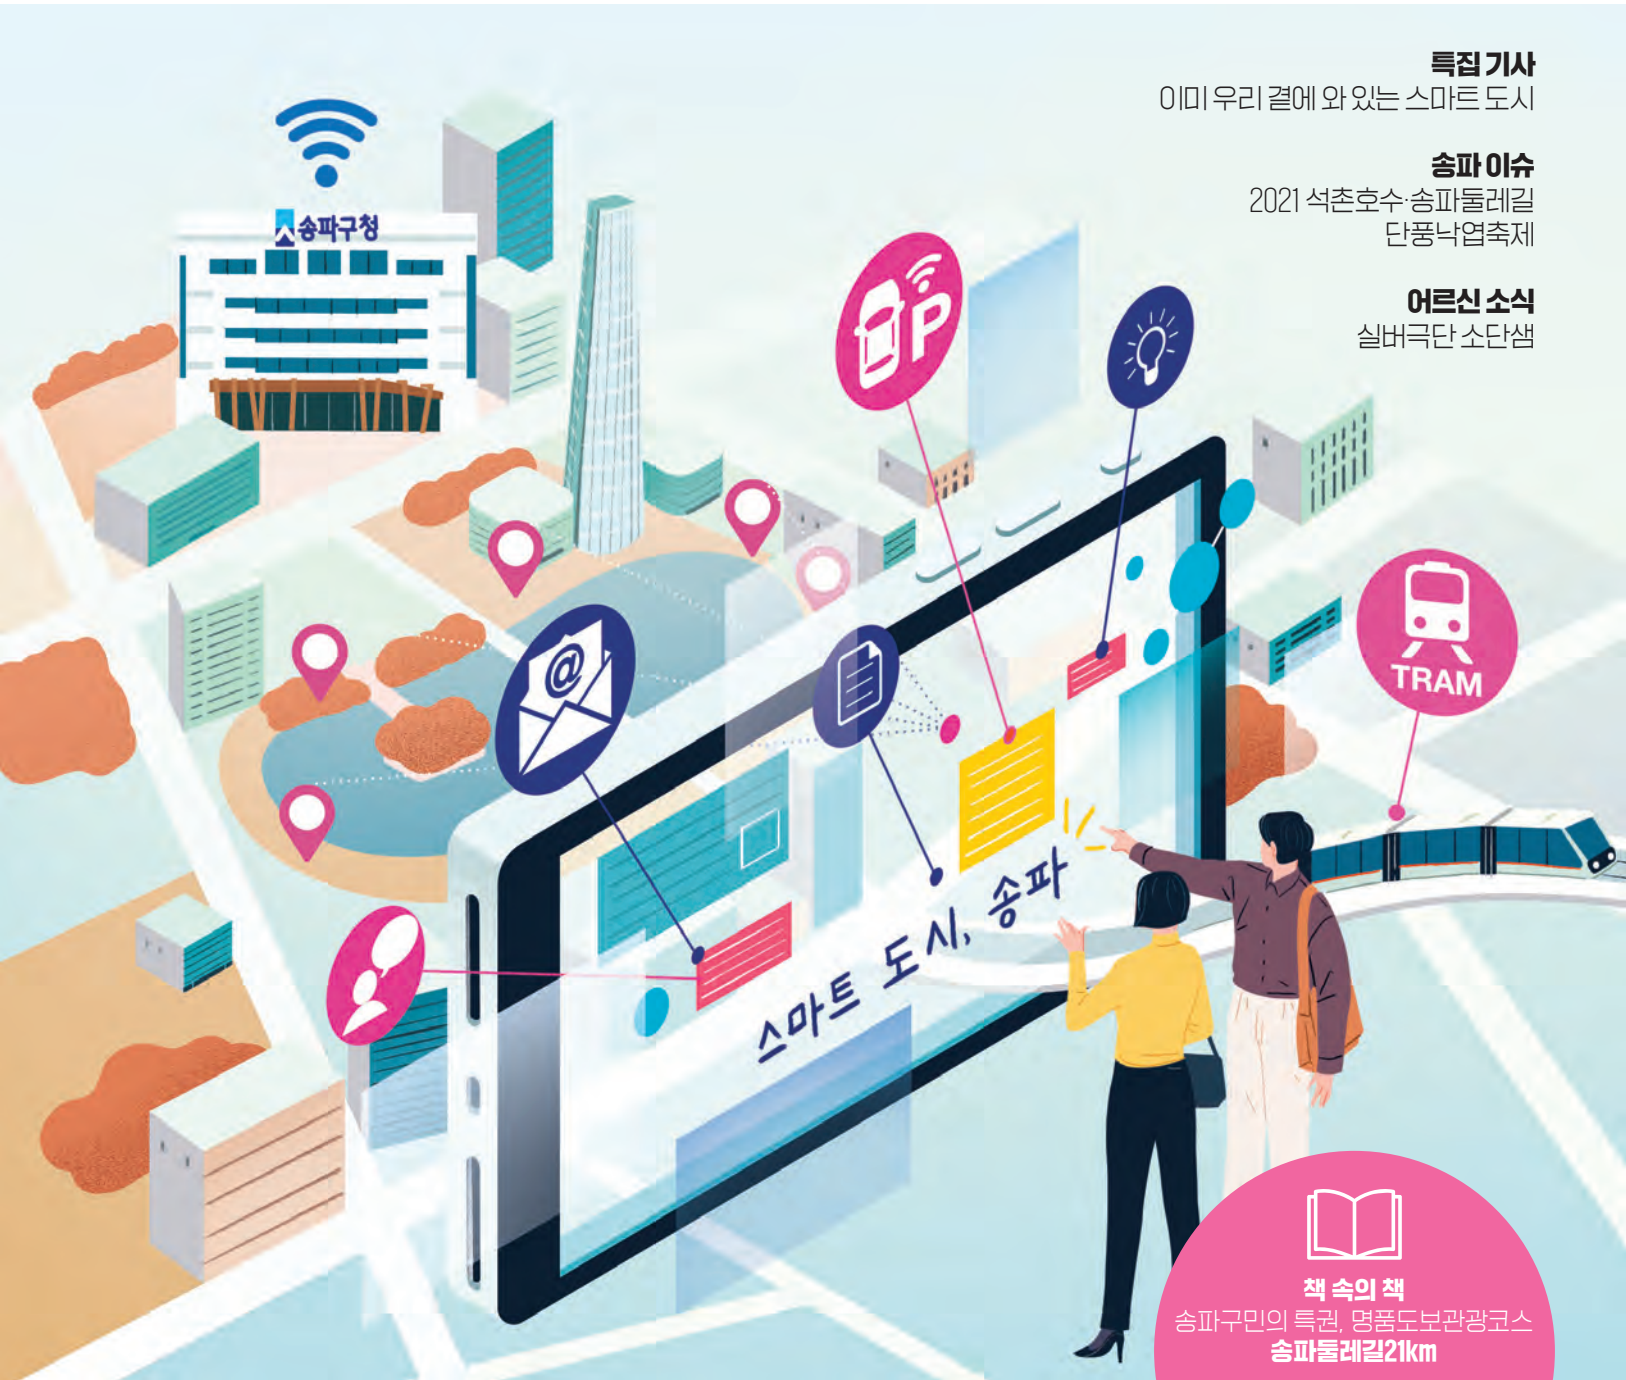 특집 기사
이미 우리 곁에 와 있는 스마트 도시
송파 이슈
2021 석촌호수·송파둘레길
단풍낙엽축제
어르신 소식
실버극단 소단샘
송파구청
P
@
TRAM
스마트 도시, 송파
책 속의 책
송파구민의 특권, 명품도보관광코스
송파둘레길21km